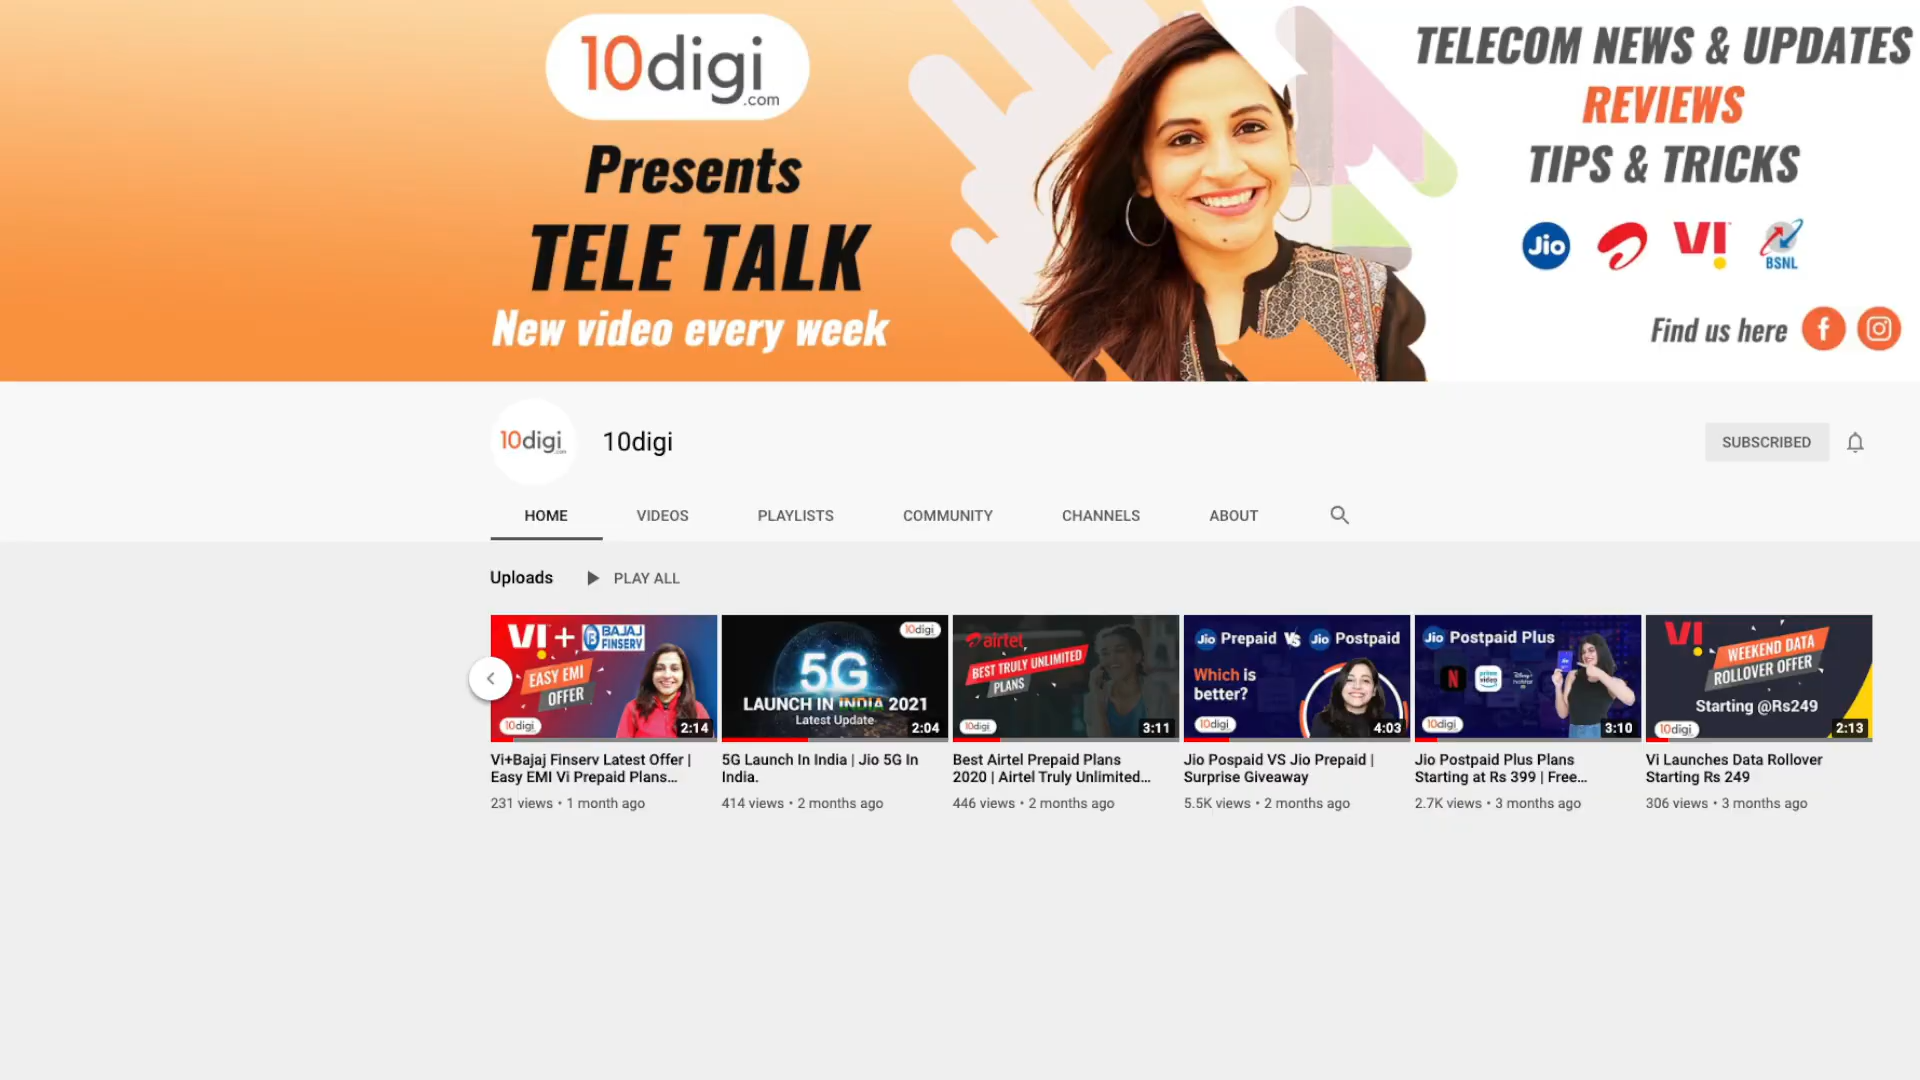 10digi
.com
Presents
TELE TALK
New video every week
TELECOM NEWS & UPDATES
REVIEWS
TIPS & TRICKS
Jio
VI
BSNL
Find us here
10digi
.com
10digi
SUBSCRIBED
HOME
VIDEOS
PLAYLISTS
COMMUNITY
CHANNELS
ABOUT
Uploads
PLAY ALL
VI + BAJAJ FINSERV
EASY EMI
OFFER
10digi
2:14
Vi+Bajaj Finserv Latest Offer |
Easy EMI Vi Prepaid Plans...
231 views • 1 month ago
10digi
5G
LAUNCH IN INDIA 2021
Latest Update
2:04
5G Launch In India | Jio 5G In
India.
414 views • 2 months ago
airtel
BEST TRULY UNLIMITED
PLANS
10digi
3:11
Best Airtel Prepaid Plans
2020 | Airtel Truly Unlimited...
446 views • 2 months ago
Jio Prepaid VS Jio Postpaid
Which is
better?
10digi
4:03
Jio Pospaid VS Jio Prepaid |
Surprise Giveaway
5.5K views • 2 months ago
Jio Postpaid Plus
N
prime video
10digi
3:10
Jio Postpaid Plus Plans
Starting at Rs 399 | Free...
2.7K views • 3 months ago
VI
WEEKEND DATA
ROLLOVER OFFER
Starting @Rs249
10digi
2:13
Vi Launches Data Rollover
Starting Rs 249
306 views • 3 months ago